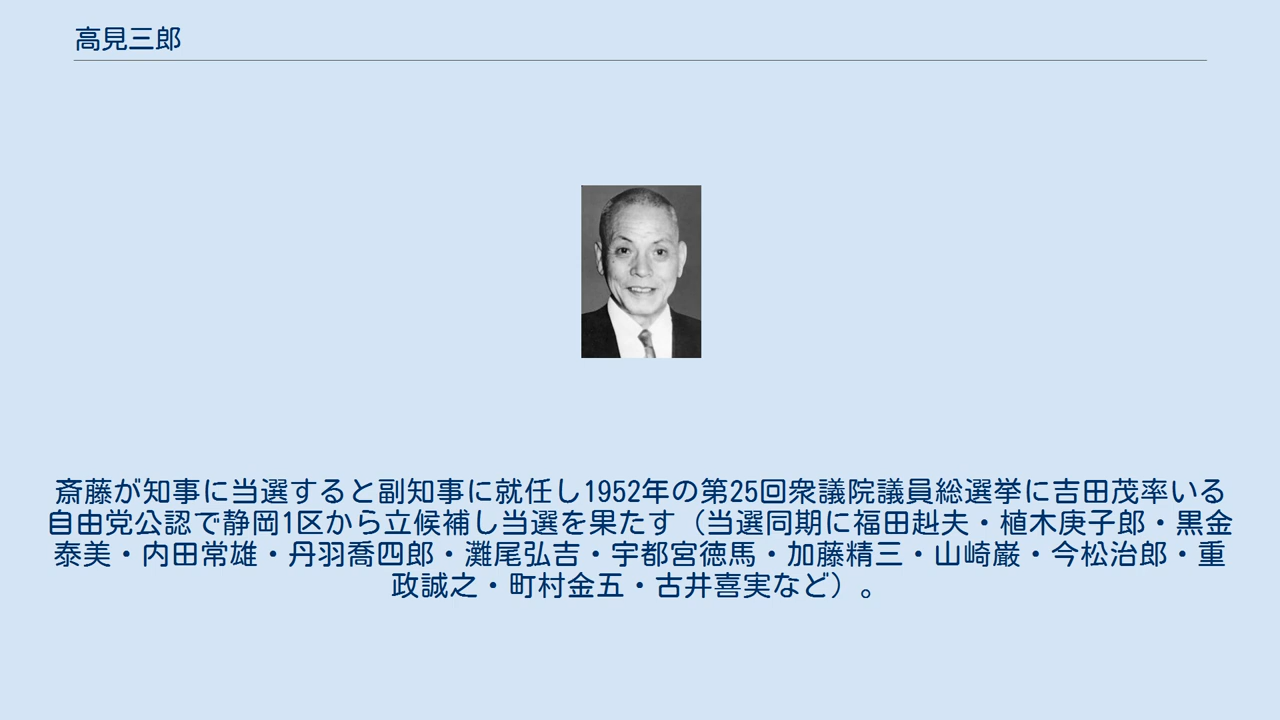 高見三郎
斎藤が知事に当選すると副知事に就任し1952年の第25回衆議院議員総選挙に吉田茂率いる
自由党公認で静岡1区から立候補し当選を果たす（当選同期に福田赳夫・植木庚子郎・黒金
泰美・内田常雄・丹羽喬四郎・灘尾弘吉・宇都宮徳馬・加藤精三・山崎巌・今松治郎・重
政誠之・町村金五・古井喜実など）。